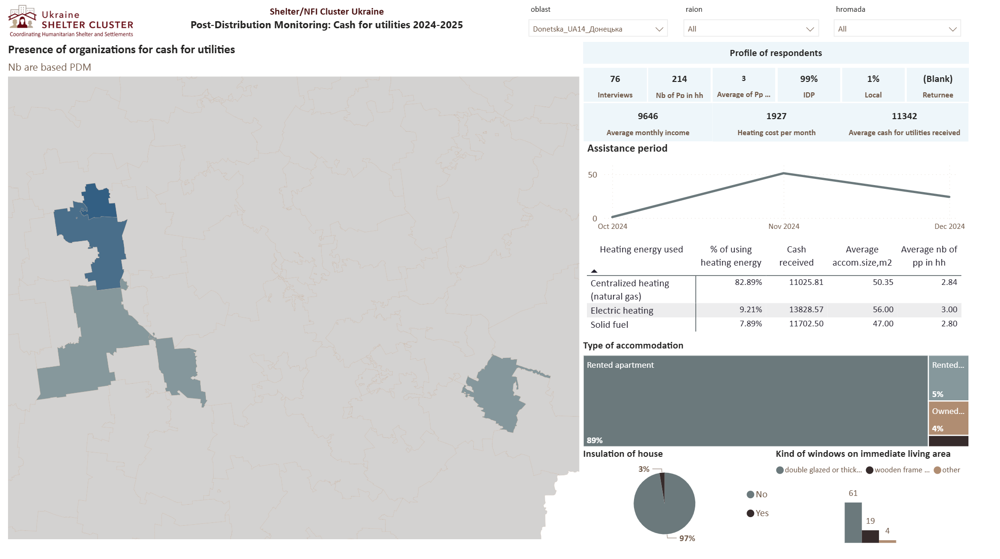 Ukraine
SHELTER CLUSTER
Coordinating Humanitarian Shelter and Settlements
Shelter/NFI Cluster Ukraine
Post-Distribution Monitoring: Cash for utilities 2024-2025
oblast
raion
hromada
Donetska_UA14_Донецька
All
All
Presence of organizations for cash for utilities
Nb are based PDM
Profile of respondents
76
214
3
99%
1%
(Blank)
Interviews
Nb of Pp in hh
Average of Pp ...
IDP
Local
Returnee
9646
1927
11342
Average monthly income
Heating cost per month
Average cash for utilities received
Assistance period
50
0
Oct 2024
Nov 2024
Dec 2024
Heating energy used
% of using
heating energy
Cash
received
Average
accom.size,m2
Average nb of
pp in hh
Centralized heating
(natural gas)
82.89%
11025.81
50.35
2.84
Electric heating
9.21%
13828.57
56.00
3.00
Solid fuel
7.89%
11702.50
47.00
2.80
Type of accommodation
Rented apartment
89%
Rented...
5%
Owned...
4%
Insulation of house
3%
97%
No
Yes
Kind of windows on immediate living area
double glazed or thick...
wooden frame ...
other
61
19
4